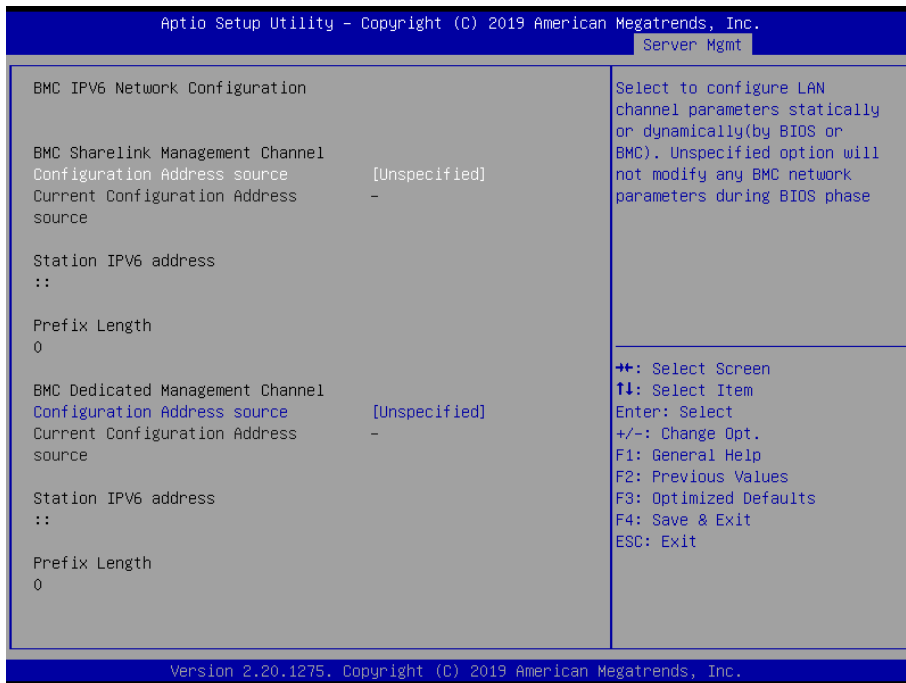 Aptio Setup Utility – Copyright (C) 2019 American Megatrends, Inc.
Server Mgmt
BMC IPV6 Network Configuration
BMC Sharelink Management Channel
Configuration Address source [Unspecified]
Current Configuration Address –
source
Station IPV6 address
::
Prefix Length
0
BMC Dedicated Management Channel
Configuration Address source [Unspecified]
Current Configuration Address –
source
Station IPV6 address
::
Prefix Length
0
Select to configure LAN
channel parameters statically
or dynamically(by BIOS or
BMC). Unspecified option will
not modify any BMC network
parameters during BIOS phase
→←: Select Screen
↑↓: Select Item
Enter: Select
+/-: Change Opt.
F1: General Help
F2: Previous Values
F3: Optimized Defaults
F4: Save & Exit
ESC: Exit
Version 2.20.1275. Copyright (C) 2019 American Megatrends, Inc.